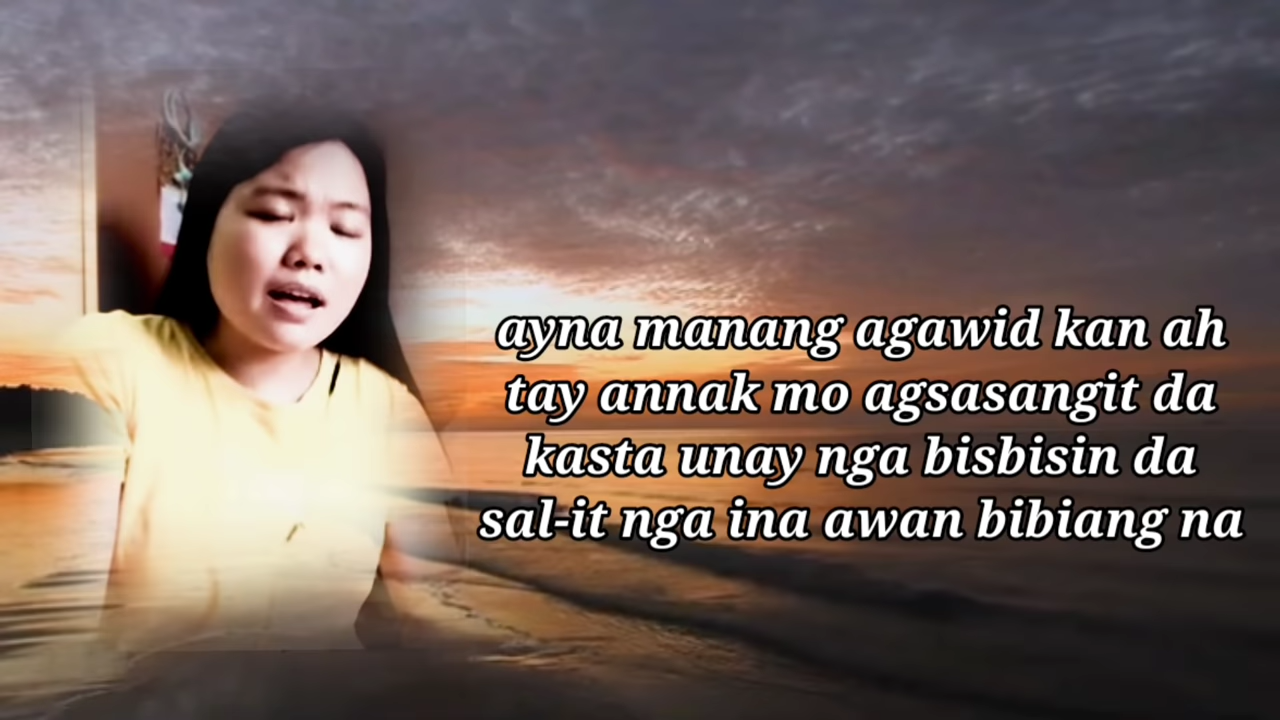 ayna manang agawid kan ah
tay annak mo agsasangit da
kasta unay nga bisbisin da
sal-it nga ina awan bibiang na